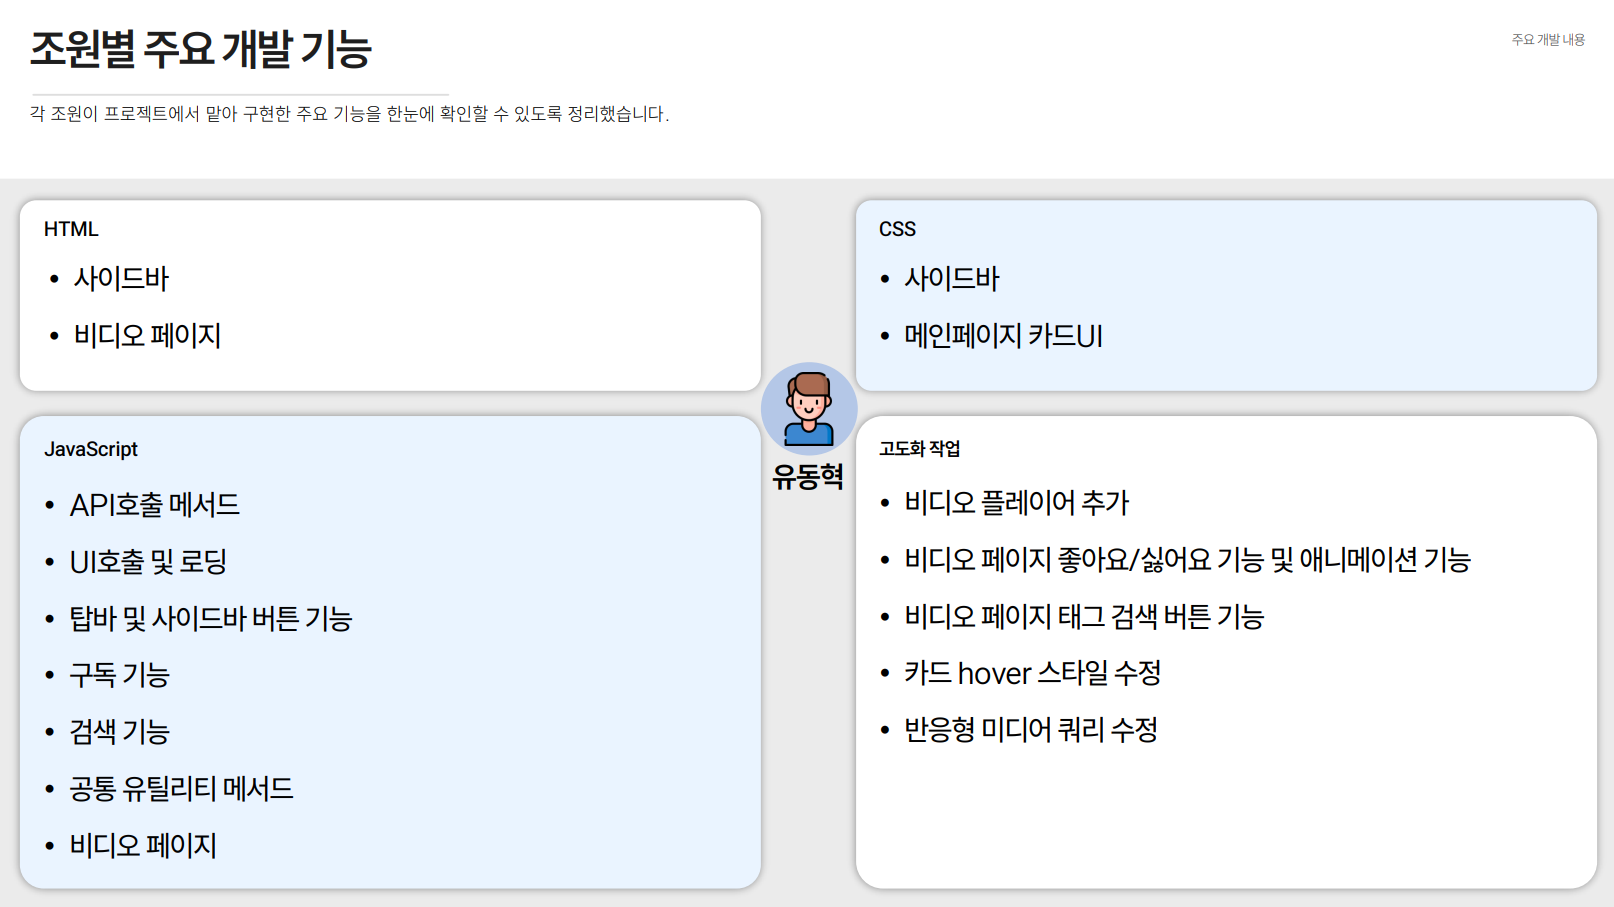 조원별 주요 개발 기능
주요 개발 내용
각 조원이 프로젝트에서 맡아 구현한 주요 기능을 한눈에 확인할 수 있도록 정리했습니다.
HTML
• 사이드바
• 비디오 페이지
CSS
• 사이드바
• 메인페이지 카드UI
유동혁
JavaScript
• API호출 메서드
• UI호출 및 로딩
• 탑바 및 사이드바 버튼 기능
• 구독 기능
• 검색 기능
• 공통 유틸리티 메서드
• 비디오 페이지
고도화 작업
• 비디오 플레이어 추가
• 비디오 페이지 좋아요/싫어요 기능 및 애니메이션 기능
• 비디오 페이지 태그 검색 버튼 기능
• 카드 hover 스타일 수정
• 반응형 미디어 쿼리 수정